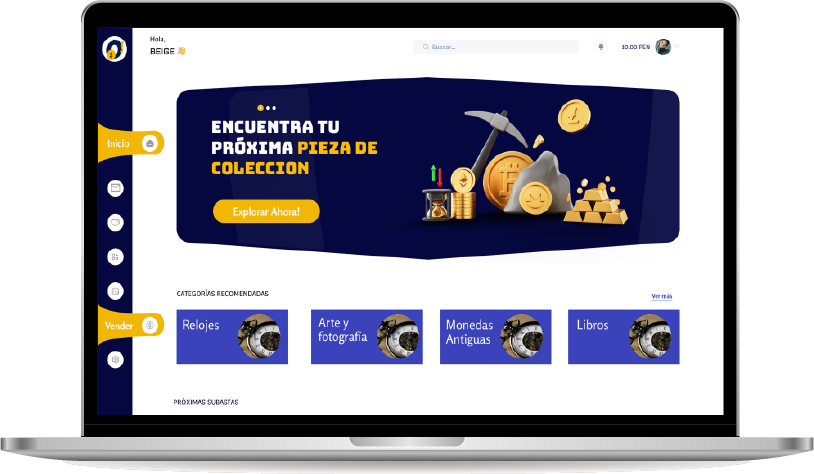 Hola,
BEIGE 👋
Buscar...
10.00 PEN
ENCUENTRA TU
PRÓXIMA PIEZA DE
COLECCION
Explorar Ahora!
Inicio
Vender
CATEGORÍAS RECOMENDADAS
Ver más
Relojes
Arte y
fotografía
Monedas
Antiguas
Libros
PRÓXIMAS SUBASTAS